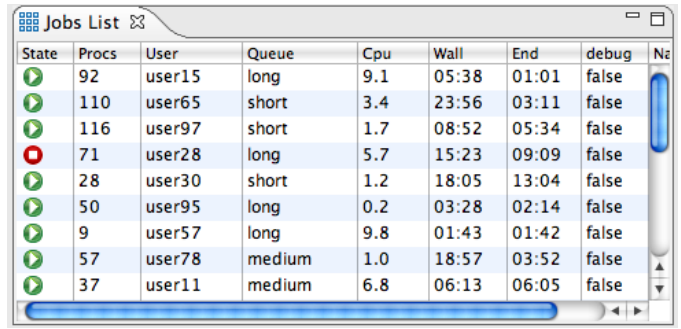 Jobs List
State Procs User Queue Cpu Wall End debug Na
92 user15 long 9.1 05:38 01:01 false
110 user65 short 3.4 23:56 03:11 false
116 user97 short 1.7 08:52 05:34 false
71 user28 long 5.7 15:23 09:09 false
28 user30 short 1.2 18:05 13:04 false
50 user95 long 0.2 03:28 02:14 false
9 user57 long 9.8 01:43 01:42 false
57 user78 medium 1.0 18:57 03:52 false
37 user11 medium 6.8 06:13 06:05 false